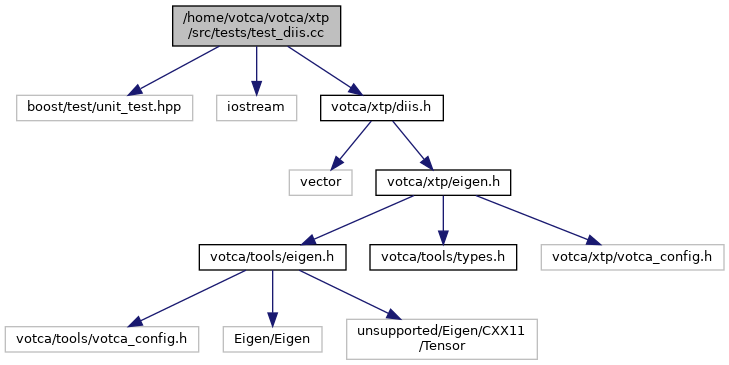 /home/votca/votca/xtp
/src/tests/test_diis.cc
boost/test/unit_test.hpp
iostream
votca/xtp/diis.h
vector
votca/xtp/eigen.h
votca/tools/eigen.h
votca/tools/types.h
votca/xtp/votca_config.h
votca/tools/votca_config.h
Eigen/Eigen
unsupported/Eigen/CXX11
/Tensor